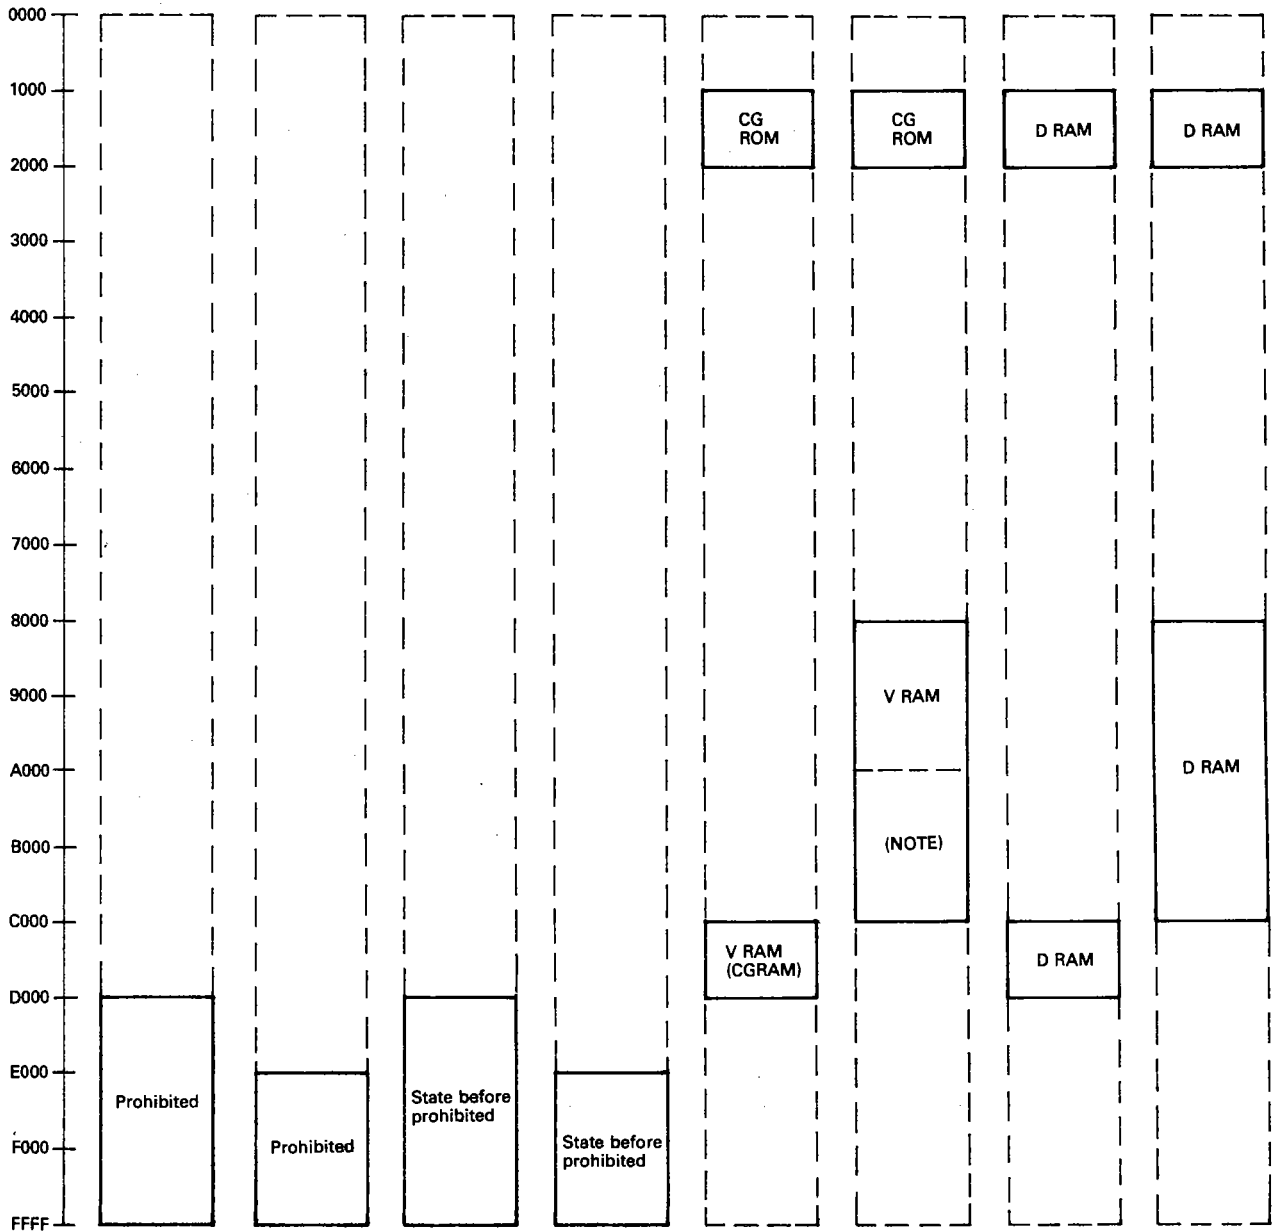 0000
1000
CG
ROM
CG
ROM
D RAM
D RAM
2000
3000
4000
5000
6000
7000
8000
9000
V RAM
A000
D RAM
B000
(NOTE)
C000
V RAM
(CGRAM)
D RAM
D000
E000
Prohibited
State before
prohibited
F000
Prohibited
State before
prohibited
FFFF